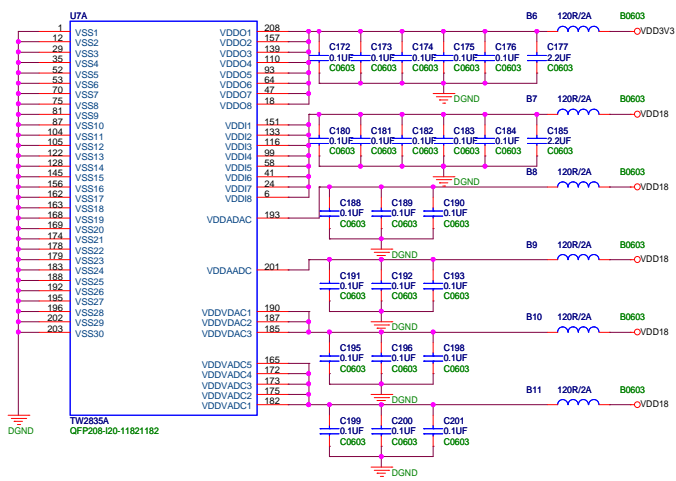 U7A
B6 120R/2A B0603
1 VSS1 VDDO1 208 VDD3V3
12 VSS2 VDDO2 157
29 VSS3 VDDO3 139
35 VSS4 VDDO4 110
52 VSS5 VDDO5 93
53 VSS6 VDDO6 64
70 VSS7 VDDO7 47
75 VSS8 VDDO8 18
C172 C173 C174 C175 C176 C177
0.1UF 0.1UF 0.1UF 0.1UF 0.1UF 2.2UF
C0603 C0603 C0603 C0603 C0603 C0603
DGND
81 VSS9
B7 120R/2A B0603
VDD18
87 VSS10 VDDI1 151
104 VSS11 VDDI2 133
105 VSS12 VDDI3 116
122 VSS13 VDDI4 99
128 VSS14 VDDI5 58
145 VSS15 VDDI6 41
156 VSS16 VDDI7 24
162 VSS17 VDDI8 6
C180 C181 C182 C183 C184 C185
0.1UF 0.1UF 0.1UF 0.1UF 0.1UF 2.2UF
C0603 C0603 C0603 C0603 C0603 C0603
DGND
B8 120R/2A B0603
VDD18
163 VSS18
168 VSS19 VDDADAC 193
169 VSS20
174 VSS21
178 VSS22
C188 C189 C190
0.1UF 0.1UF 0.1UF
C0603 C0603 C0603
DGND
B9 120R/2A B0603
VDD18
179 VSS23
183 VSS24 VDDAADC 201
188 VSS25
192 VSS26
195 VSS27
C191 C192 C193
0.1UF 0.1UF 0.1UF
C0603 C0603 C0603
DGND
B10 120R/2A B0603
VDD18
196 VSS28 VDDVDAC1 190
202 VSS29 VDDVDAC2 187
203 VSS30 VDDVDAC3 185
C195 C196 C198
0.1UF 0.1UF 0.1UF
C0603 C0603 C0603
DGND
B11 120R/2A B0603
VDD18
VDDVADC5 165
VDDVADC4 172
VDDVADC3 173
VDDVADC2 175
VDDVADC1 182
C199 C200 C201
0.1UF 0.1UF 0.1UF
C0603 C0603 C0603
DGND
DGND
TW2835A
QFP208-I20-11821182